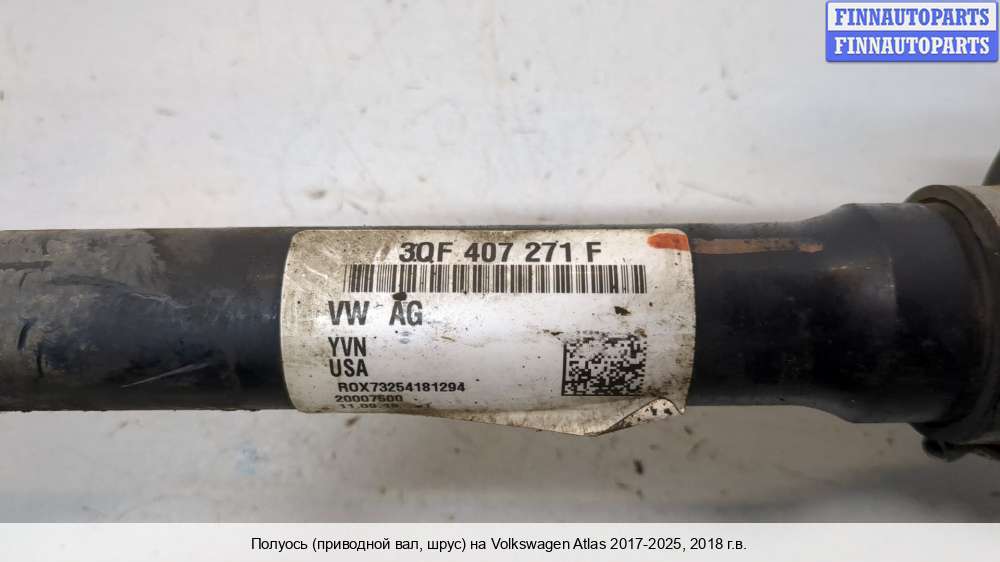 FINNAUTOPARTS
FINNAUTOPARTS
3QF 407 271 F
VW AG
YVN
USA
ROX73254181294
20007500
Полуось (приводной вал, шрус) на Volkswagen Atlas 2017-2025, 2018 г.в.